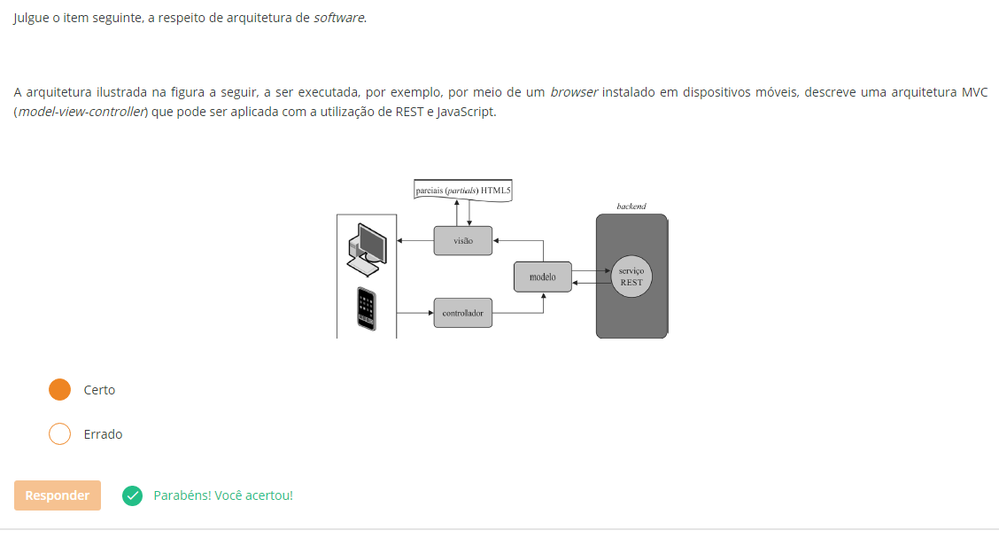 Julgue o item seguinte, a respeito de arquitetura de software.
A arquitetura ilustrada na figura a seguir, a ser executada, por exemplo, por meio de um browser instalado em dispositivos móveis, descreve uma arquitetura MVC
(model-view-controller) que pode ser aplicada com a utilização de REST e JavaScript.
parciais (partials) HTML5
backend
visão
modelo
serviço
REST
controlador
Certo
Errado
Responder
Parabéns! Você acertou!